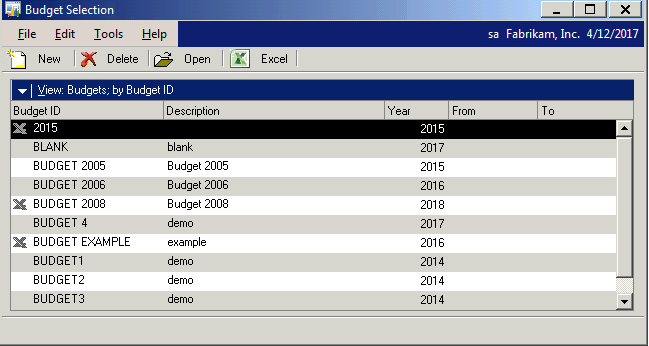 Budget Selection
File Edit Tools Help sa Fabrikam, Inc. 4/12/2017
New Delete Open Excel
View: Budgets; by Budget ID
Budget ID Description Year From To
2015 2015
BLANK blank 2017
BUDGET 2005 Budget 2005 2015
BUDGET 2006 Budget 2006 2016
BUDGET 2008 Budget 2008 2018
BUDGET 4 demo 2017
BUDGET EXAMPLE example 2016
BUDGET1 demo 2014
BUDGET2 demo 2014
BUDGET3 demo 2014